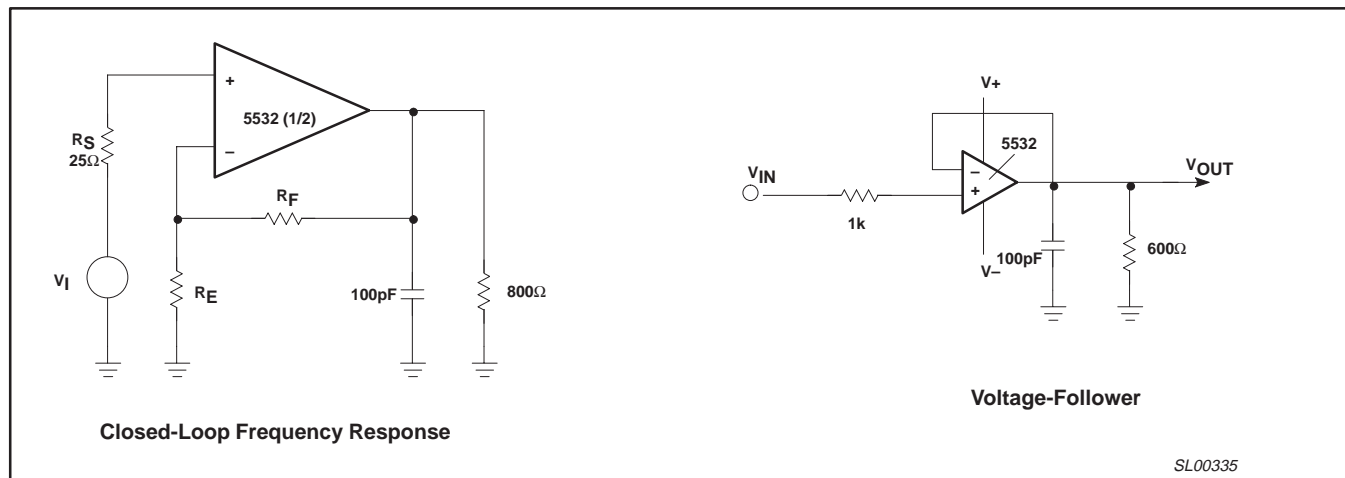 +
5532 (1/2)
–
RS
25Ω
RF
VI
RE
100pF
800Ω
Closed-Loop Frequency Response
V+
5532
VIN
–
+
VOUT
1k
V–
100pF
600Ω
Voltage-Follower
SL00335